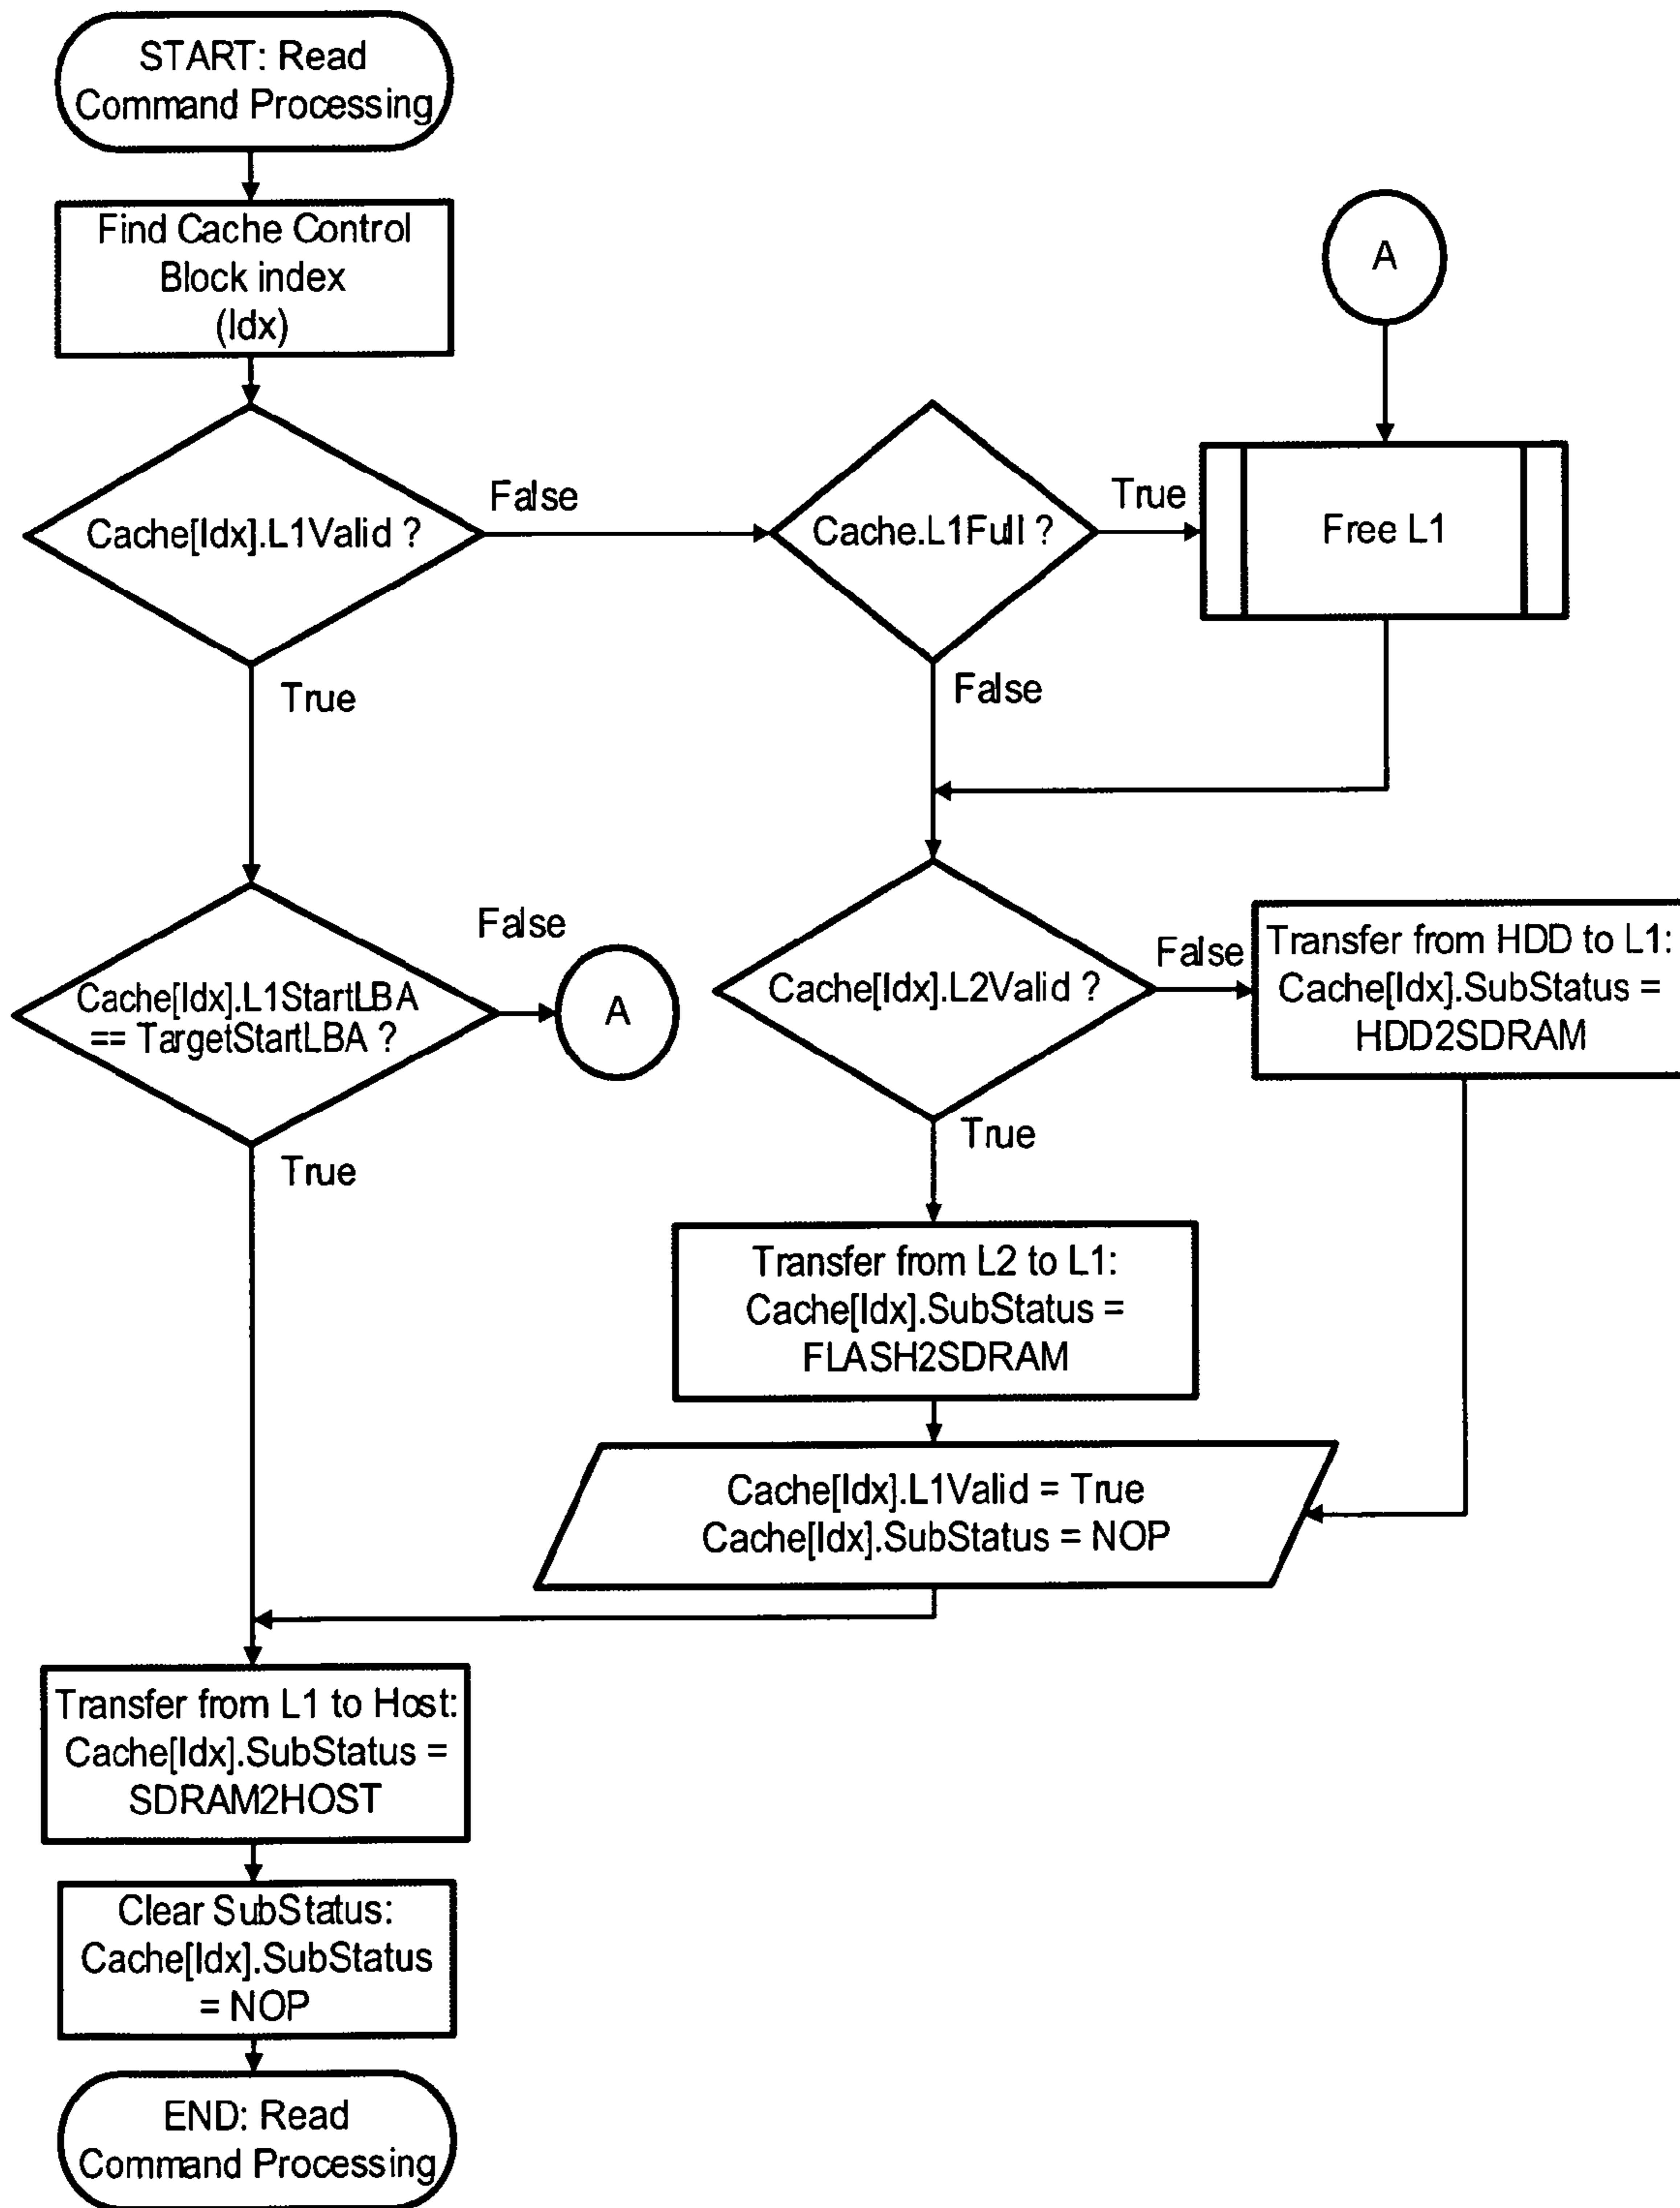 START: Read
Command Processing
Find Cache Control
Block index
(Idx)
A
Cache[Idx].L1Valid ?
False
Cache.L1Full ?
True
Free L1
True
False
Cache[Idx].L1StartLBA
== TargetStartLBA ?
False
A
Cache[Idx].L2Valid ?
False
Transfer from HDD to L1:
Cache[Idx].SubStatus =
HDD2SDRAM
True
True
Transfer from L2 to L1:
Cache[Idx].SubStatus =
FLASH2SDRAM
Cache[Idx].L1Valid = True
Cache[Idx].SubStatus = NOP
Transfer from L1 to Host:
Cache[Idx].SubStatus =
SDRAM2HOST
Clear SubStatus:
Cache[Idx].SubStatus
= NOP
END: Read
Command Processing